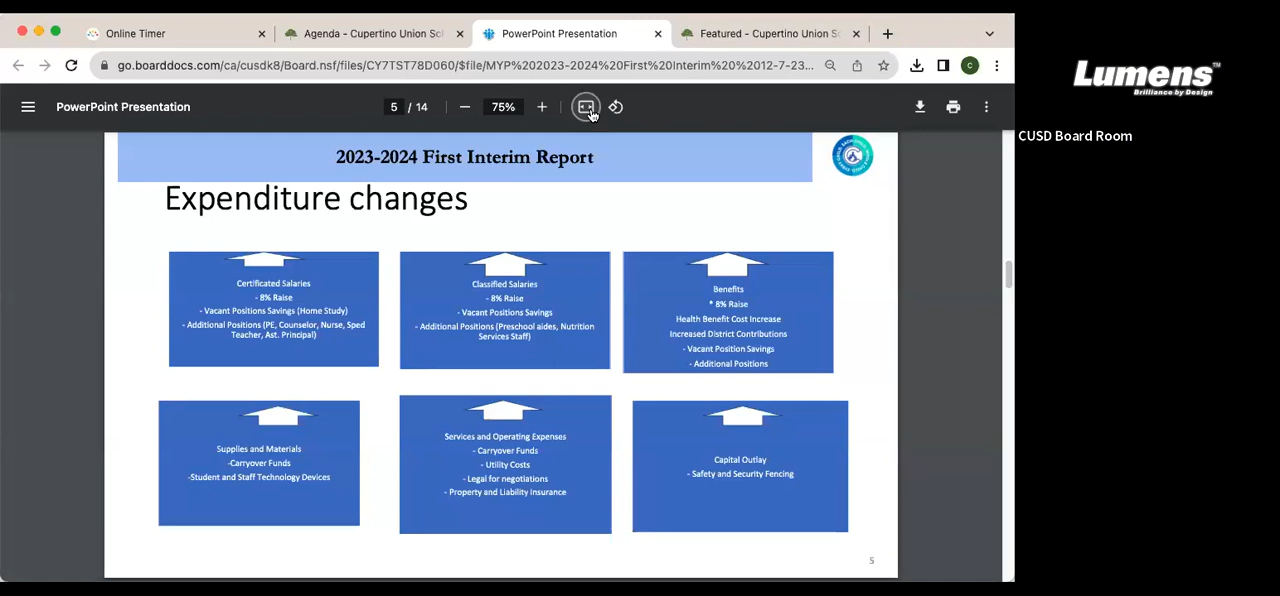 Online Timer
Agenda - Cupertino Union Sc
PowerPoint Presentation
Featured - Cupertino Union Sc
go.boarddocs.com/ca/cusdk8/Board.nsf/files/CY7TST78D060/$file/MYP%202023-2024%20First%20Interim%20%2012-7-23...
C
PowerPoint Presentation
5 / 14
75%
Lumens™
Brilliance by Design
CUSD Board Room
2023-2024 First Interim Report
Expenditure changes
Certificated Salaries
- 8% Raise
- Vacant Positions Savings (Home Study)
- Additional Positions (PE, Counselor, Nurse, Sped
Teacher, Ast. Principal)
Classified Salaries
- 8% Raise
- Vacant Positions Savings
- Additional Positions (Preschool aides, Nutrition
Services Staff)
Benefits
* 8% Raise
Health Benefit Cost Increase
Increased District Contributions
- Vacant Position Savings
- Additional Positions
Supplies and Materials
-Carryover Funds
-Student and Staff Technology Devices
Services and Operating Expenses
- Carryover Funds
- Utility Costs
- Legal for negotiations
- Property and Liability Insurance
Capital Outlay
- Safety and Security Fencing
5